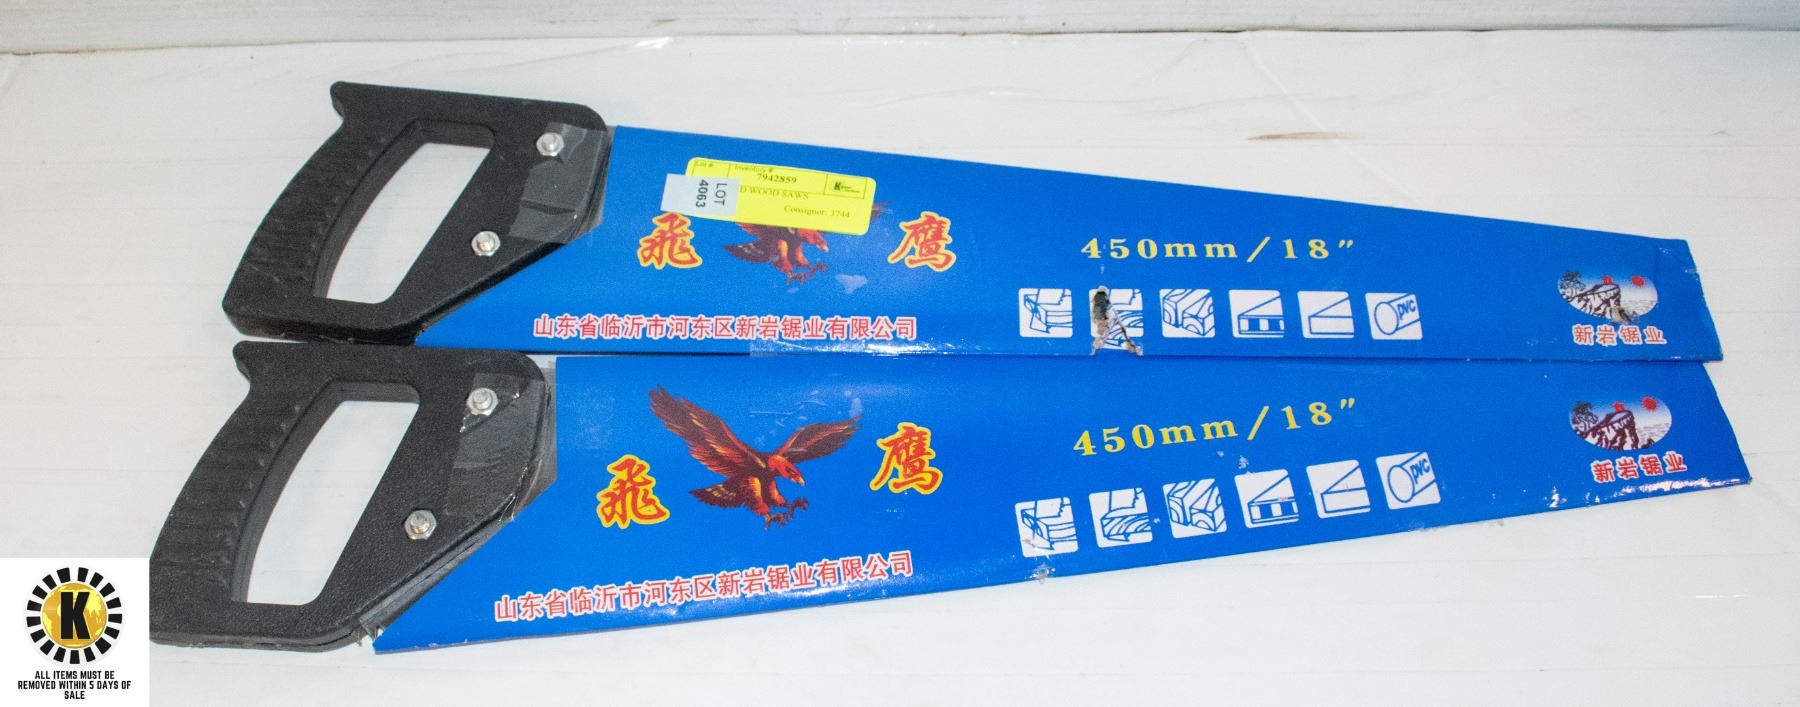 Lot #
Inventory #
7942859
WOOD SAWS
Consignor: 3744
LOT
4063
飛 鹰
450mm/18"
PVC
山东省临沂市河东区新岩锯业有限公司
新岩锯业
飛 鹰
450mm/18"
PVC
山东省临沂市河东区新岩锯业有限公司
新岩锯业
K
ALL ITEMS MUST BE
REMOVED WITHIN 5 DAYS OF
SALE